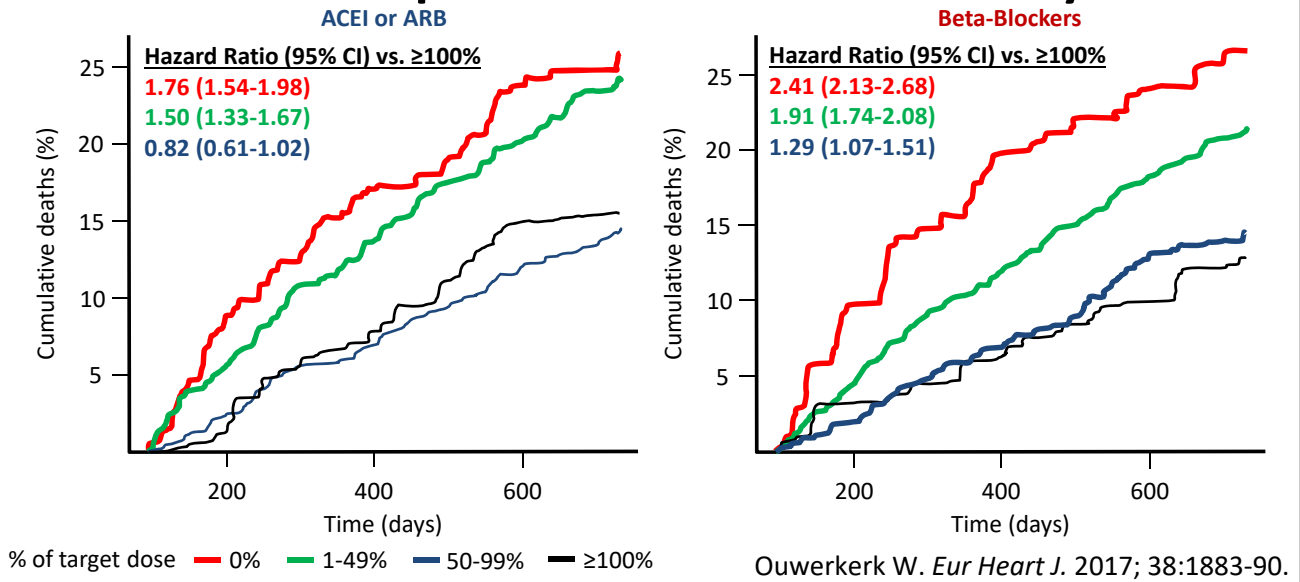 ACEI or ARB
Hazard Ratio (95% CI) vs. ≥100%
1.76 (1.54-1.98)
1.50 (1.33-1.67)
0.82 (0.61-1.02)
Cumulative deaths (%)
25
20
15
10
5
200 400 600
Time (days)
Beta-Blockers
Hazard Ratio (95% CI) vs. ≥100%
2.41 (2.13-2.68)
1.91 (1.74-2.08)
1.29 (1.07-1.51)
Cumulative deaths (%)
25
20
15
10
5
200 400 600
Time (days)
% of target dose 0% 1-49% 50-99% ≥100%
Ouwerkerk W. Eur Heart J. 2017; 38:1883-90.